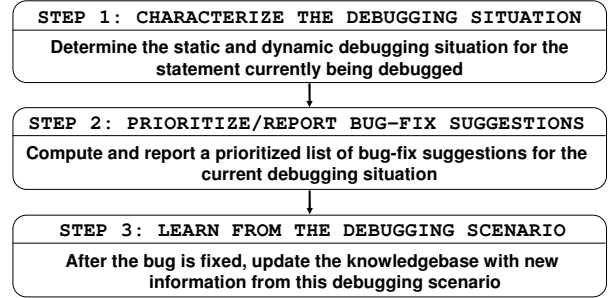 STEP 1: CHARACTERIZE THE DEBUGGING SITUATION
Determine the static and dynamic debugging situation for the
statement currently being debugged
STEP 2: PRIORITIZE/REPORT BUG-FIX SUGGESTIONS
Compute and report a prioritized list of bug-fix suggestions for the
current debugging situation
STEP 3: LEARN FROM THE DEBUGGING SCENARIO
After the bug is fixed, update the knowledgebase with new
information from this debugging scenario